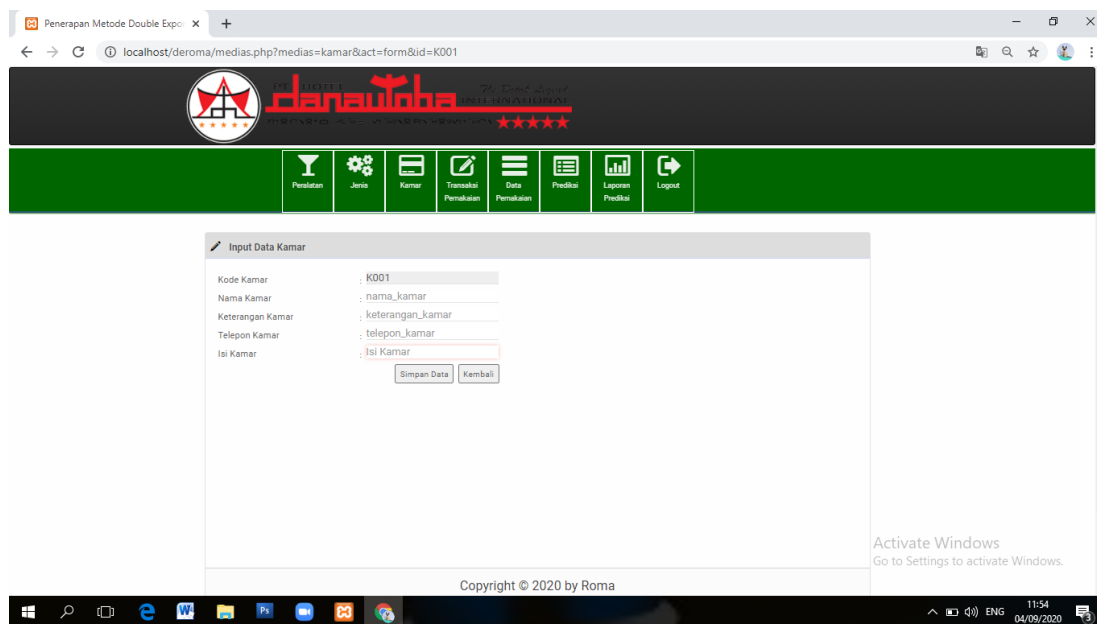 Penerapan Metode Double Expo
localhost/deroma/medias.php?medias=kamar&act=form&id=K001
PT HOTEL
danautoba
INTERNATIONAL
Peralatan
Jenis
Kamar
Transaksi Pemakaian
Data Pemakaian
Prediksi
Laporan Prediksi
Logout
Input Data Kamar
Kode Kamar : K001
Nama Kamar : nama_kamar
Keterangan Kamar : keterangan_kamar
Telepon Kamar : telepon_kamar
Isi Kamar : Isi Kamar
Simpan Data Kembali
Activate Windows
Go to Settings to activate Windows.
Copyright © 2020 by Roma
ENG
11:54
04/09/2020
3